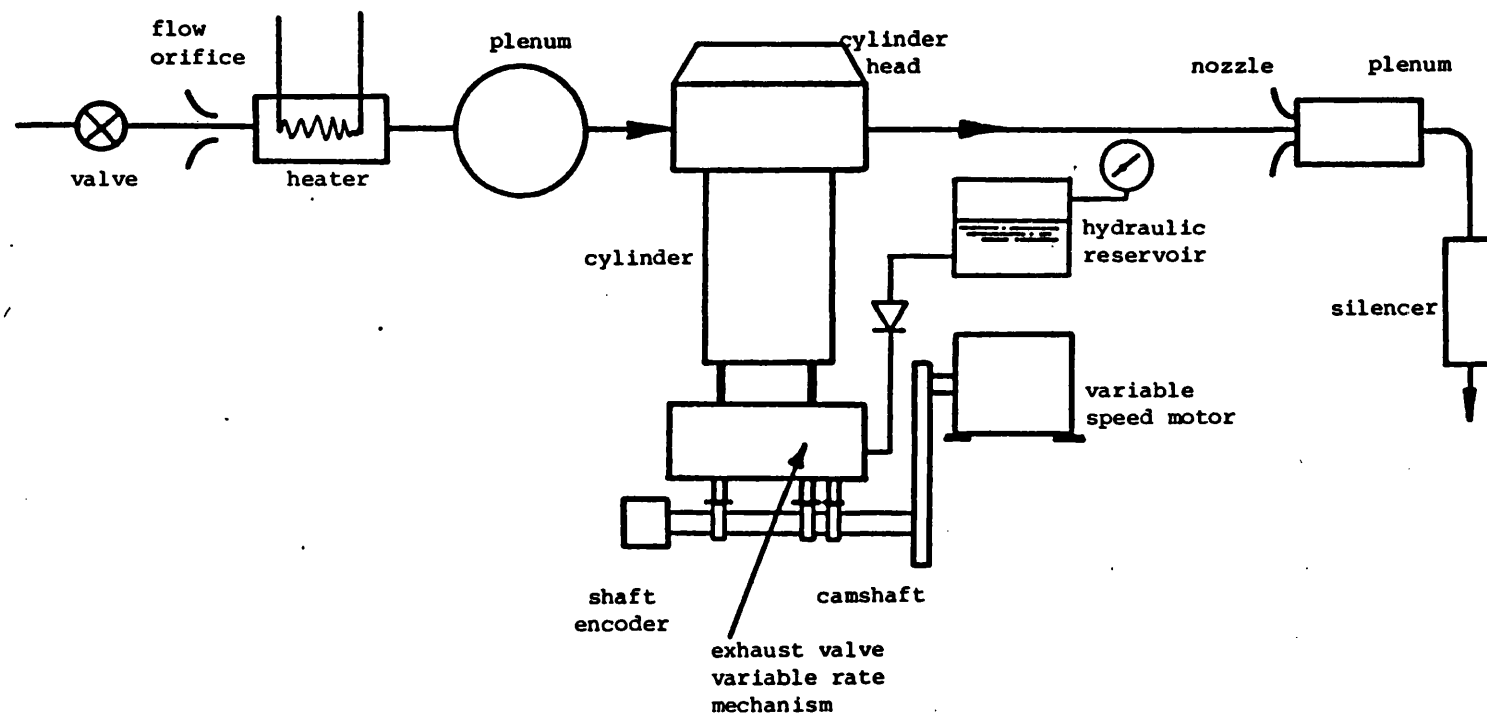 flow
orifice
plenum
cylinder
head
nozzle
plenum
valve
heater
cylinder
hydraulic
reservoir
silencer
variable
speed motor
shaft
encoder
camshaft
exhaust valve
variable rate
mechanism